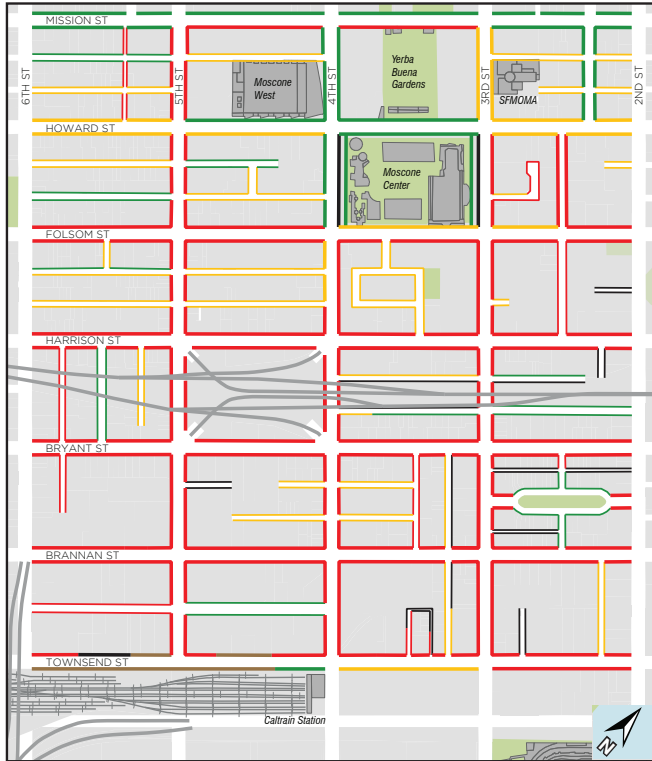 MISSION ST
6TH ST
5TH ST
4TH ST
3RD ST
2ND ST
Moscone
West
Yerba
Buena
Gardens
SFMOMA
HOWARD ST
Moscone
Center
FOLSOM ST
HARRISON ST
BRYANT ST
BRANNAN ST
TOWNSEND ST
Caltrain Station
N